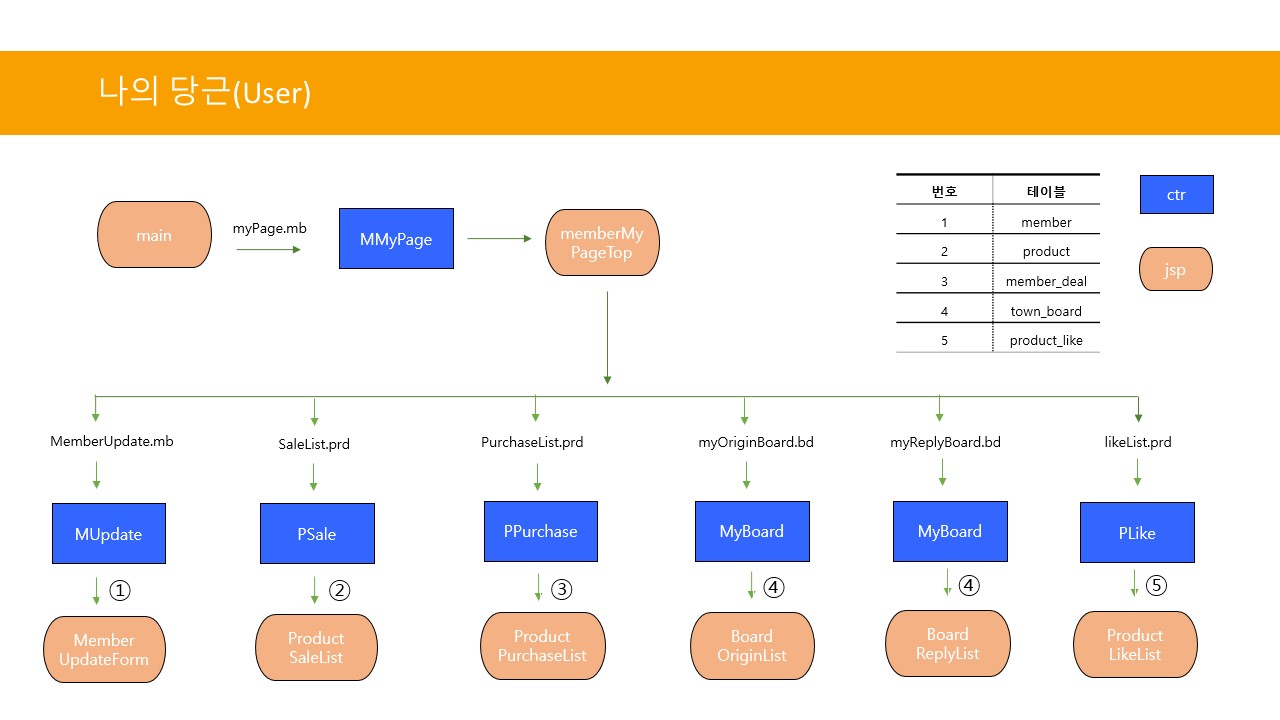 나의 당근(User)
번호 테이블
1 member
2 product
3 member_deal
4 town_board
5 product_like
ctr
jsp
main
myPage.mb
MMyPage
memberMy
PageTop
MemberUpdate.mb
SaleList.prd
PurchaseList.prd
myOriginBoard.bd
myReplyBoard.bd
likeList.prd
MUpdate
PSale
PPurchase
MyBoard
MyBoard
PLike
①
②
③
④
④
⑤
Member
UpdateForm
Product
SaleList
Product
PurchaseList
Board
OriginList
Board
ReplyList
Product
LikeList